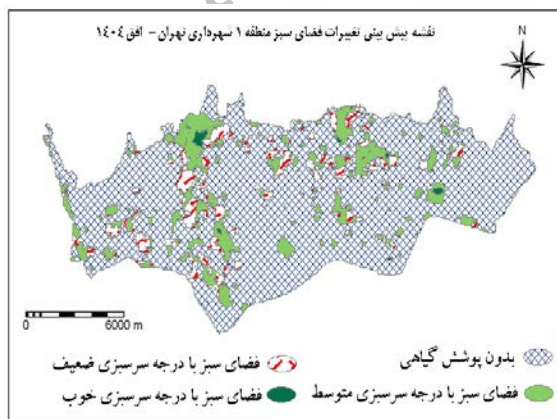 نقشه پیش بینی تغییرات فضای سبز منطقه ۱ شهرداری تهران - افق ۱۴۰۴
N
0 6000 m
بدون پوشش گیاهی
فضای سبز با درجه سرسبزی ضعیف
فضای سبز با درجه سرسبزی متوسط
فضای سبز با درجه سرسبزی خوب